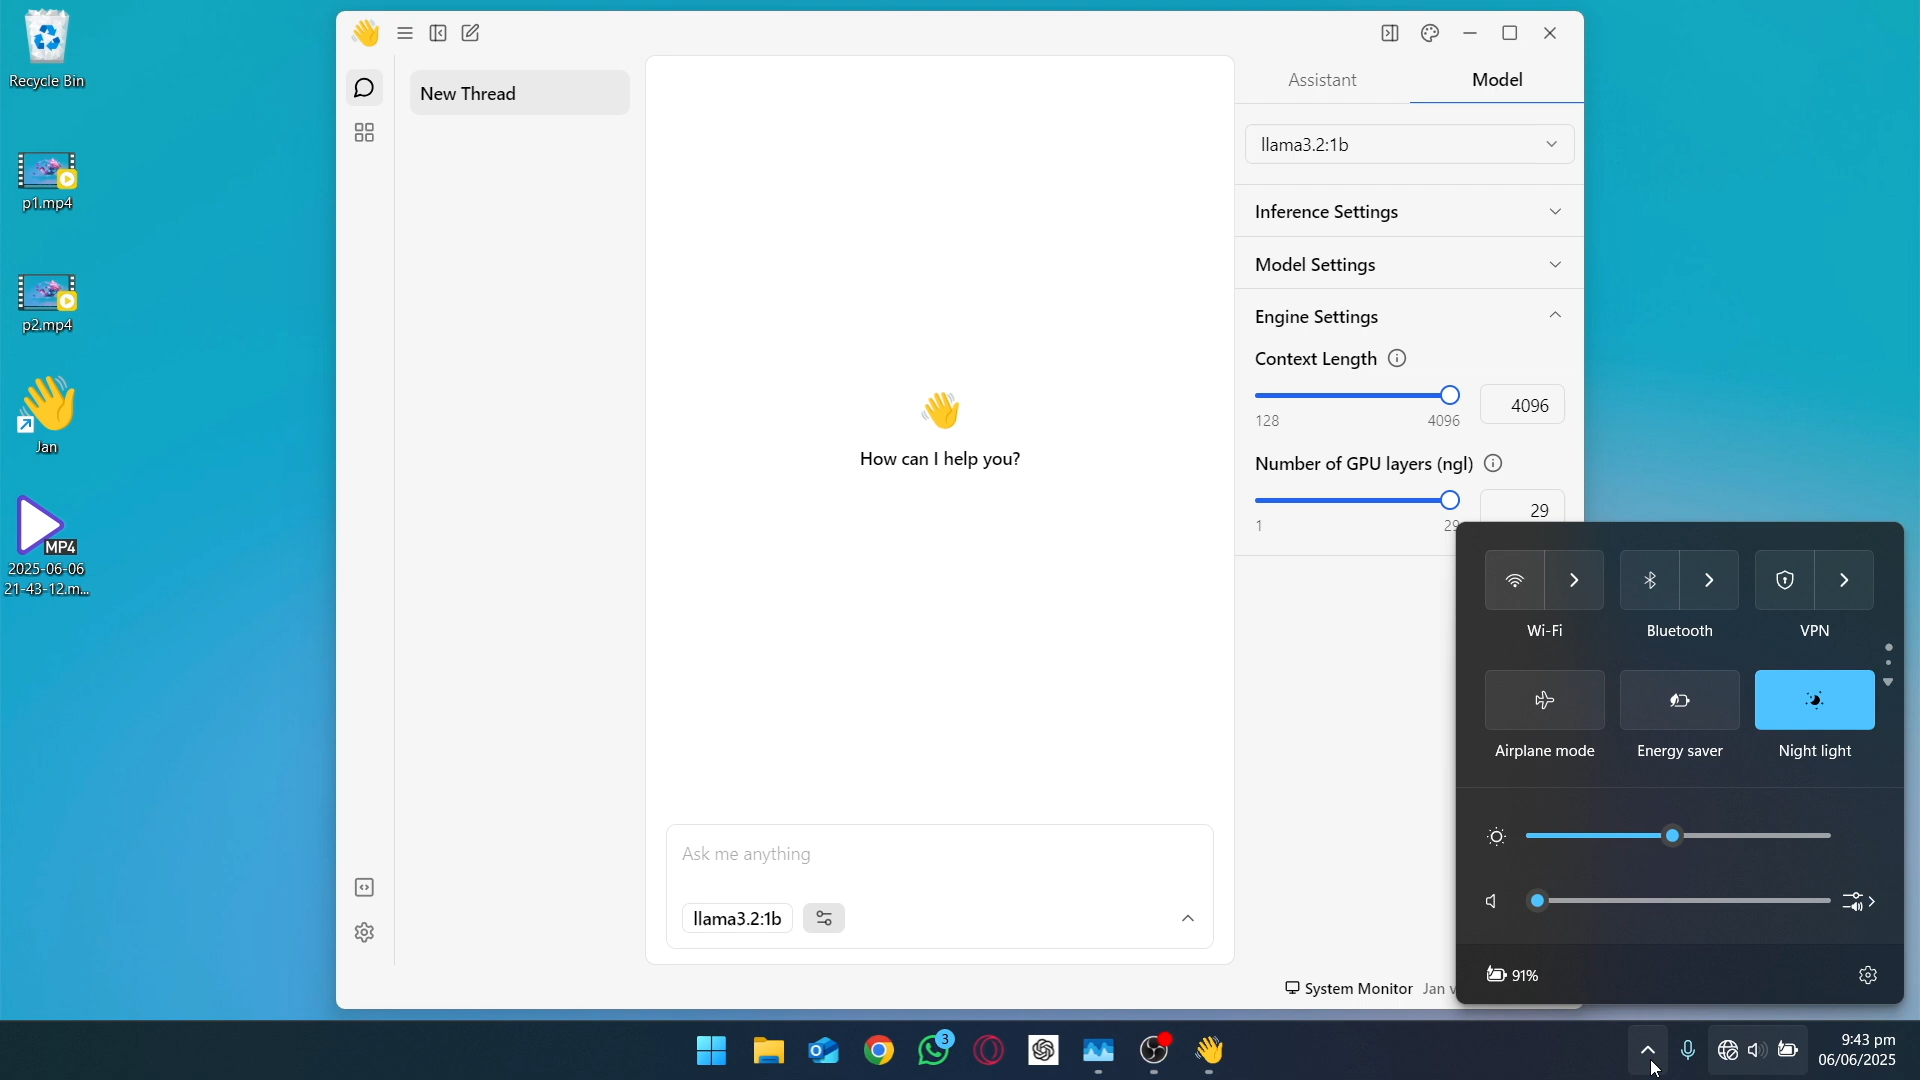 Recycle Bin
p1.mp4
p2.mp4
Jan
MP4
2025-06-06
21-43-12.m...
New Thread
How can I help you?
Ask me anything
llama3.2:1b
Assistant
Model
llama3.2:1b
Inference Settings
Model Settings
Engine Settings
Context Length
4096
128
4096
Number of GPU layers (ngl)
29
1
29
System Monitor
Jan v
Wi-Fi
Bluetooth
VPN
Airplane mode
Energy saver
Night light
91%
3
9:43 pm
06/06/2025